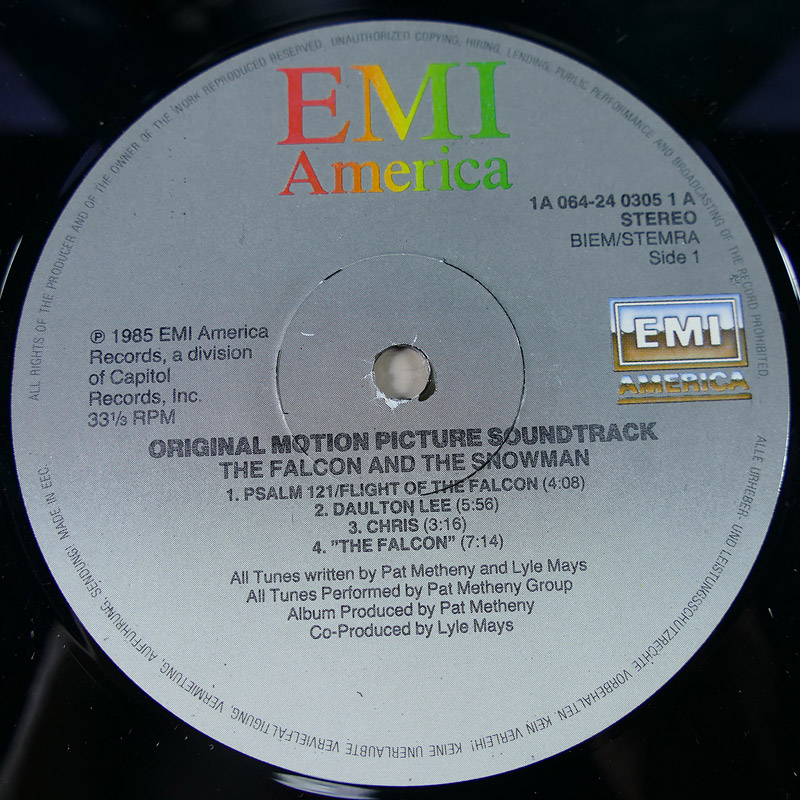 EMI
America
1A 064-24 0305 1 A
STEREO
BIEM/STEMRA
Side 1
EMI
AMERICA
℗ 1985 EMI America
Records, a division
of Capitol
Records, Inc.
33⅓ RPM
ORIGINAL MOTION PICTURE SOUNDTRACK
THE FALCON AND THE SNOWMAN
1. PSALM 121/FLIGHT OF THE FALCON (4:08)
2. DAULTON LEE (5:56)
3. CHRIS (3:16)
4. ”THE FALCON” (7:14)
All Tunes written by Pat Metheny and Lyle Mays
All Tunes Performed by Pat Metheny Group
Album Produced by Pat Metheny
Co-Produced by Lyle Mays
ALL RIGHTS OF THE PRODUCER AND OF THE OWNER OF THE WORK REPRODUCED RESERVED. UNAUTHORIZED COPYING, HIRING, LENDING, PUBLIC PERFORMANCE AND BROADCASTING OF THE RECORD PROHIBITED.
ALLE URHEBER- UND LEISTUNGSSCHUTZRECHTE VORBEHALTEN. KEIN VERLEIH! KEINE UNERLAUBTE VERVIELFÄLTIGUNG, VERMIETUNG, AUFFÜHRUNG, SENDUNG! MADE IN EEC.